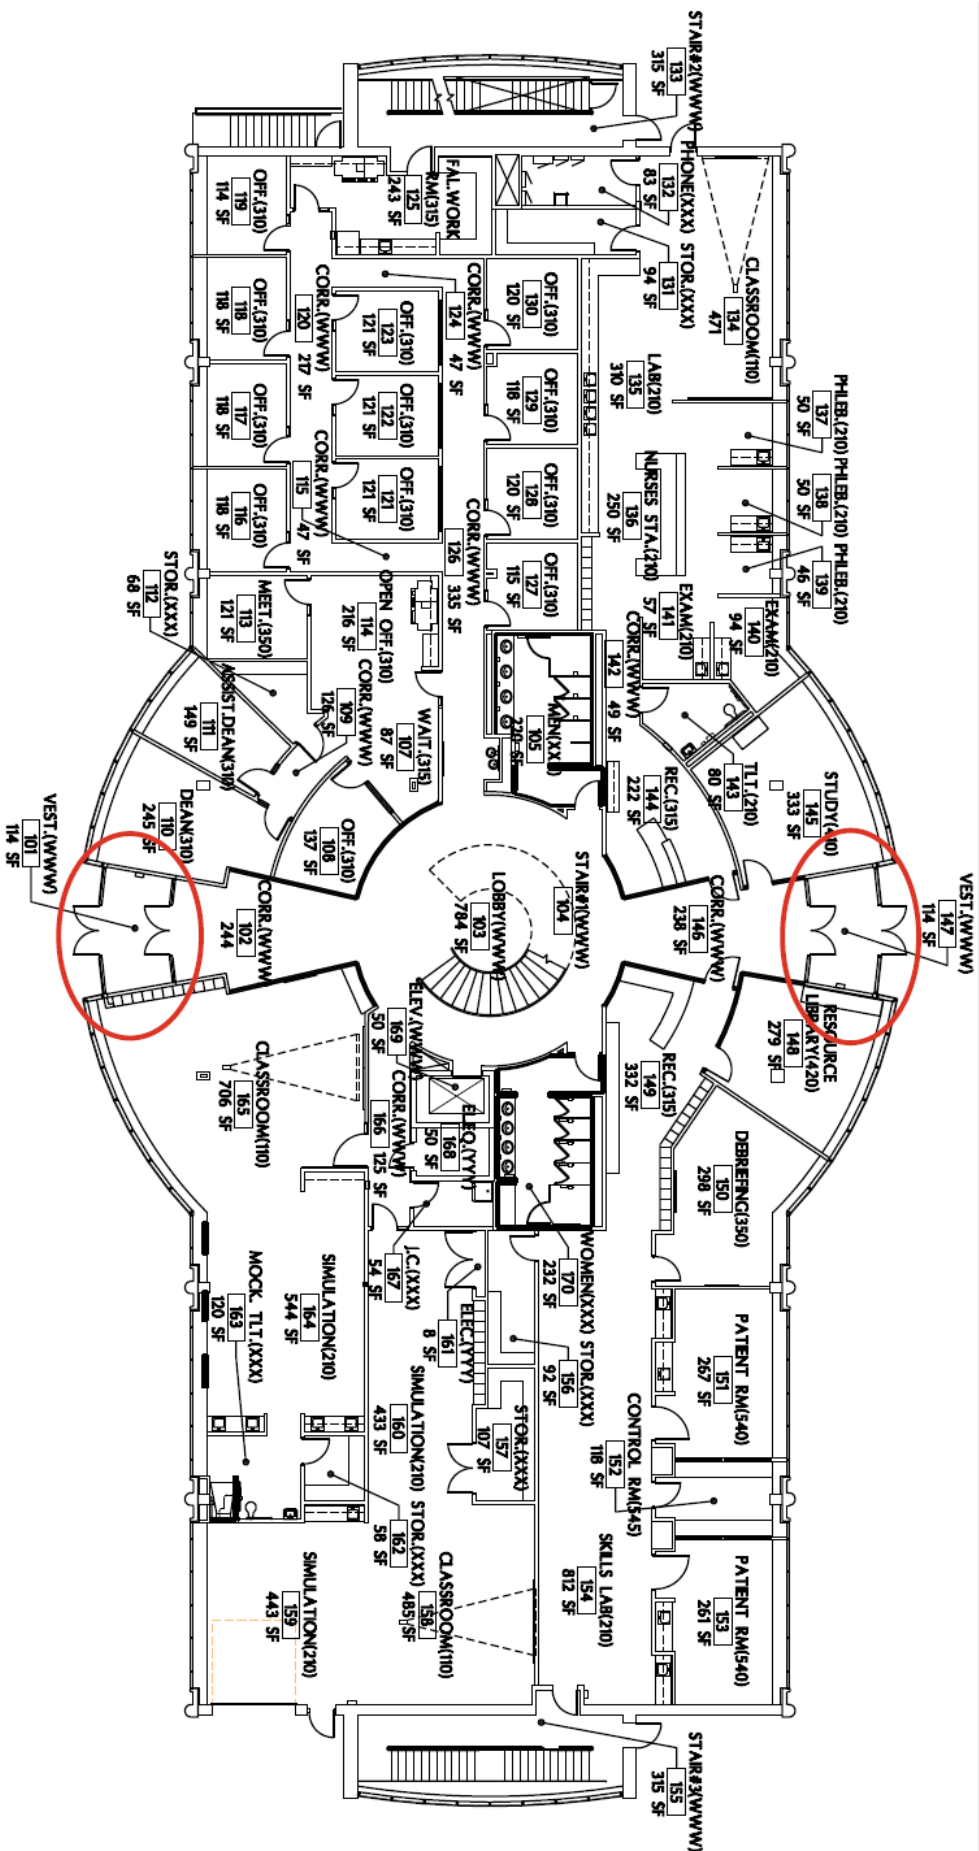 STAIR#2(WWW)
133
315 SF
PHONE(XXX)
132
83 SF
STOR.(XXX)
131
94 SF
CLASSROOM(110)
134
471
FAL.WORK
RM(315)
125
243 SF
OFF.(310)
119
114 SF
OFF.(310)
118
118 SF
OFF.(310)
117
118 SF
OFF.(310)
116
118 SF
CORR.(WWW)
120
217 SF
CORR.(WWW)
115
47 SF
OFF.(310)
123
121 SF
OFF.(310)
122
121 SF
OFF.(310)
121
121 SF
CORR.(WWW)
124
47 SF
CORR.(WWW)
126
335 SF
OFF.(310)
130
120 SF
OFF.(310)
129
118 SF
OFF.(310)
128
120 SF
OFF.(310)
127
115 SF
LAB(210)
135
310 SF
NURSES STA.(210)
136
250 SF
PHLEB.(210)
137
50 SF
PHLEB.(210)
138
50 SF
PHLEB.(210)
139
46 SF
EXAM(210)
140
94 SF
EXAM(210)
141
57 SF
CORR.(WWW)
142
49 SF
TLT.(210)
143
80 SF
REC.(315)
144
222 SF
STUDY(410)
145
333 SF
MEN(XXX)
105
220 SF
STOR.(XXX)
112
68 SF
MEET.(350)
113
121 SF
OPEN OFF.(310)
114
216 SF
CORR.(WWW)
109
126 SF
WAIT.(315)
107
87 SF
ASSIST.DEAN(310)
111
149 SF
DEAN(310)
110
245 SF
OFF.(310)
108
137 SF
VEST.(WWW)
101
114 SF
CORR.(WWW)
102
244
LOBBY(WWW)
103
784 SF
STAIR#1(WWW)
104
CORR.(WWW)
146
238 SF
VEST.(WWW)
147
114 SF
RESOURCE
LIBRARY(420)
148
279 SF
REC.(315)
149
332 SF
ELEV.(WWW)
169
50 SF
ELEQ.(YYY)
168
50 SF
CORR.(WWW)
166
125 SF
CLASSROOM(110)
165
706 SF
J.C.(XXX)
167
54 SF
WOMEN(XXX)
170
232 SF
DEBRIEFING(350)
150
298 SF
PATENT RM(540)
151
267 SF
CONTROL RM(545)
152
118 SF
PATENT RM(540)
153
261 SF
SKILLS LAB(210)
154
812 SF
STOR.(XXX)
156
92 SF
STOR.(XXX)
157
107 SF
ELEC.(YYY)
161
8 SF
SIMULATION(210)
160
433 SF
SIMULATION(210)
164
544 SF
MOCK. TLT.(XXX)
163
120 SF
STOR.(XXX)
162
58 SF
CLASSROOM(110)
158
485 SF
SIMULATION(210)
159
443 SF
STAIR#3(WWW)
155
315 SF